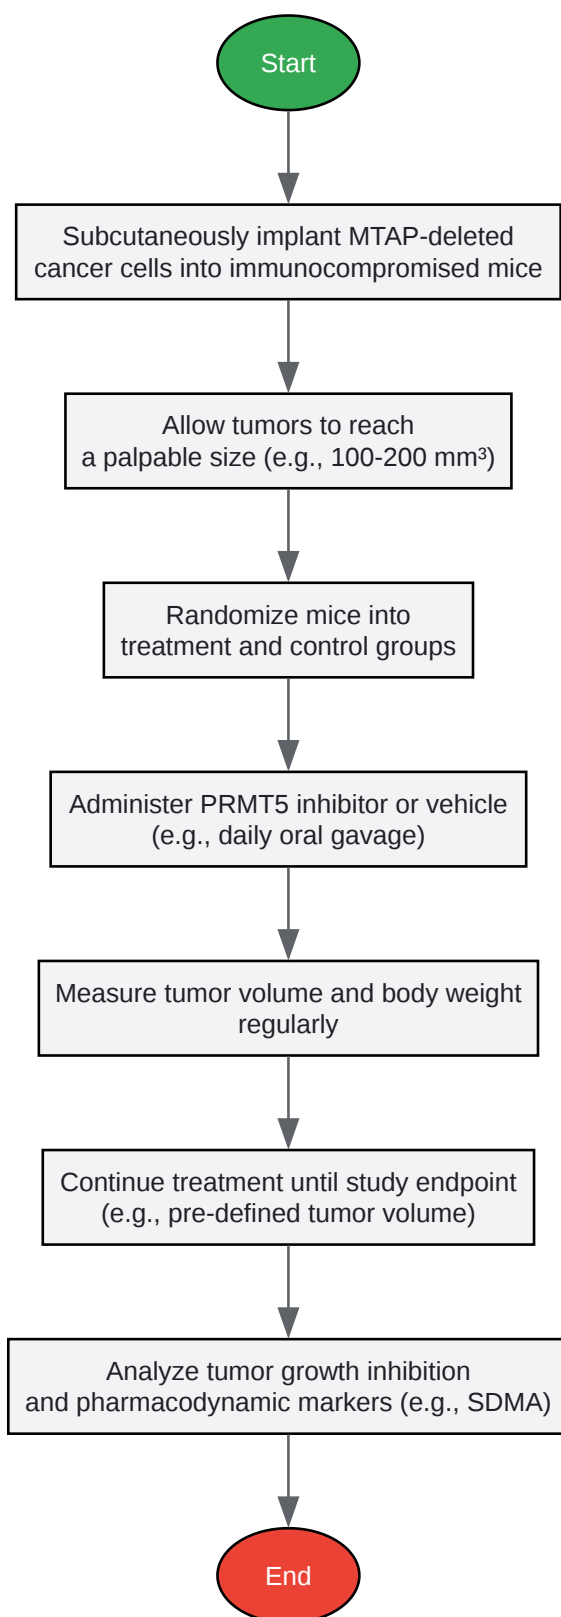 Start
Subcutaneously implant MTAP-deleted
cancer cells into immunocompromised mice
Allow tumors to reach
a palpable size (e.g., 100-200 mm³)
Randomize mice into
treatment and control groups
Administer PRMT5 inhibitor or vehicle
(e.g., daily oral gavage)
Measure tumor volume and body weight
regularly
Continue treatment until study endpoint
(e.g., pre-defined tumor volume)
Analyze tumor growth inhibition
and pharmacodynamic markers (e.g., SDMA)
End